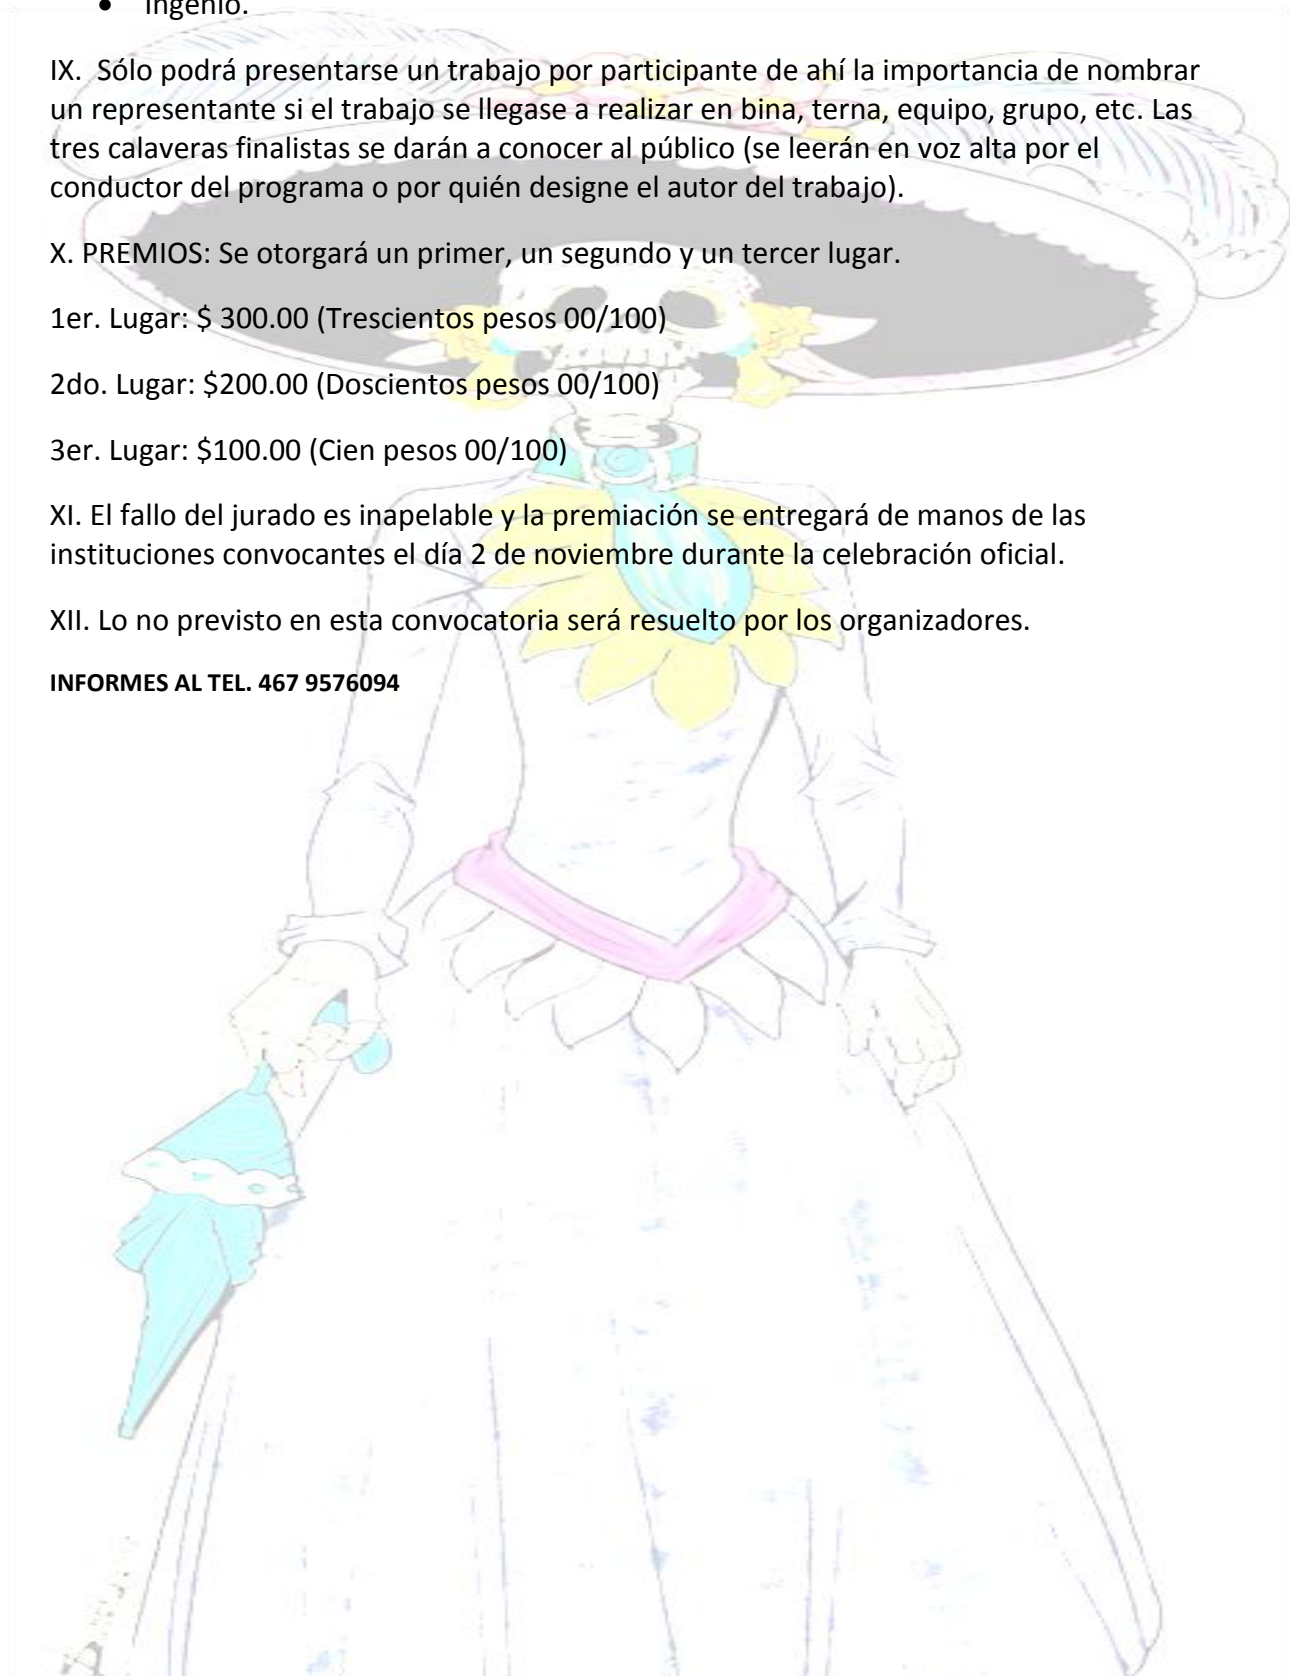 • Ingenio.
IX. Sólo podrá presentarse un trabajo por participante de ahí la importancia de nombrar
un representante si el trabajo se llegase a realizar en bina, terna, equipo, grupo, etc. Las
tres calaveras finalistas se darán a conocer al público (se leerán en voz alta por el
conductor del programa o por quién designe el autor del trabajo).
X. PREMIOS: Se otorgará un primer, un segundo y un tercer lugar.
1er. Lugar: $ 300.00 (Trescientos pesos 00/100)
2do. Lugar: $200.00 (Doscientos pesos 00/100)
3er. Lugar: $100.00 (Cien pesos 00/100)
XI. El fallo del jurado es inapelable y la premiación se entregará de manos de las
instituciones convocantes el día 2 de noviembre durante la celebración oficial.
XII. Lo no previsto en esta convocatoria será resuelto por los organizadores.
INFORMES AL TEL. 467 9576094